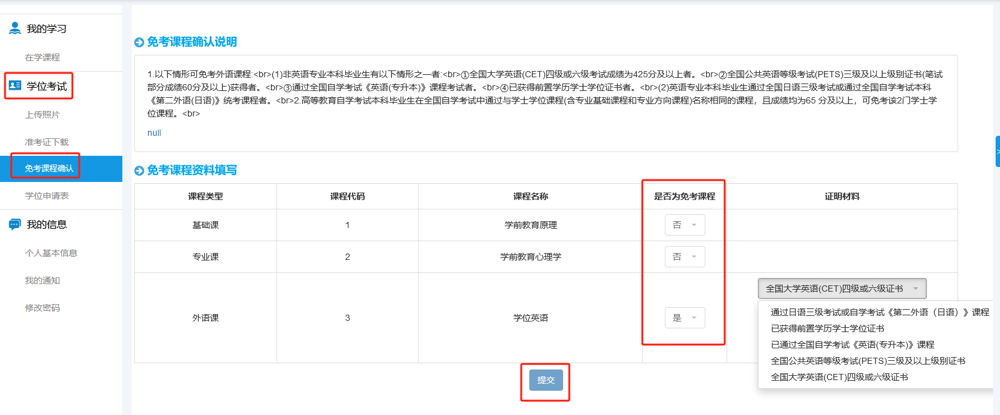 我的学习
在学课程
学位考试
上传照片
准考证下载
免考课程确认
学位申请表
我的信息
个人基本信息
我的通知
修改密码
免考课程确认说明
1.以下情形可免考外语课程:<br>(1)非英语专业本科毕业生有以下情形之一者:<br>①全国大学英语(CET)四级或六级考试成绩为425分及以上者。<br>②全国公共英语等级考试(PETS)三级及以上级别证书(笔试
部分成绩60分及以上)获得者。<br>③通过全国自学考试《英语(专升本)》课程考试者。<br>④已获得前置学历学士学位证书者。<br>(2)英语专业本科毕业生通过全国日语三级考试或通过全国自学考试本科
《第二外语(日语)》统考课程者。<br>2.高等教育自学考试本科毕业生在全国自学考试中通过与学士学位课程(含专业基础课程和专业方向课程)名称相同的课程，且成绩均为65 分及以上，可免考该2门学士学
位课程。<br>
null
免考课程资料填写
课程类型 课程代码 课程名称 是否为免考课程 证明材料
基础课 1 学前教育原理 否
专业课 2 学前教育心理学 否
外语课 3 学位英语 是
全国大学英语(CET)四级或六级证书
通过日语三级考试或自学考试《第二外语（日语）》课程
已获得前置学历学士学位证书
已通过全国自学考试《英语(专升本)》课程
全国公共英语等级考试(PETS)三级及以上级别证书
全国大学英语(CET)四级或六级证书
提交
>